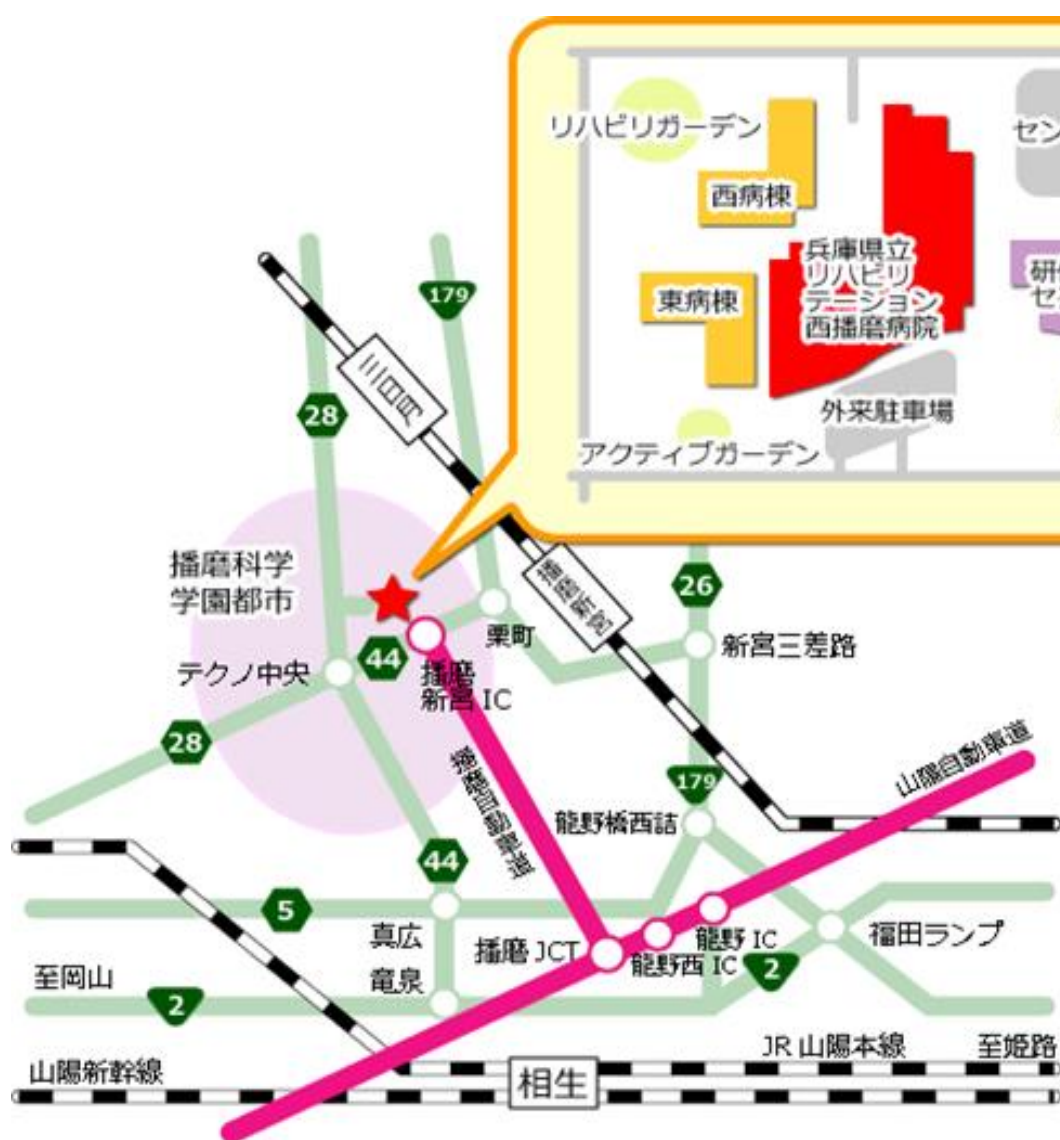 リハビリガーデン
セン
西病棟
兵庫県立
リハビリ
テーション
西播磨病院
研
セ
東病棟
外来駐車場
アクティブガーデン
179
三日月
28
播磨科学
学園都市
播磨新宮
26
栗町
新宮三差路
テクノ中央
44
播磨
新宮 IC
28
179
山陽自動車道
龍野橋西詰
44
5
真広
播磨 JCT
龍野 IC
龍野西 IC
福田ランプ
至岡山
竜泉
2
2
山陽新幹線
JR 山陽本線
至姫路
相生